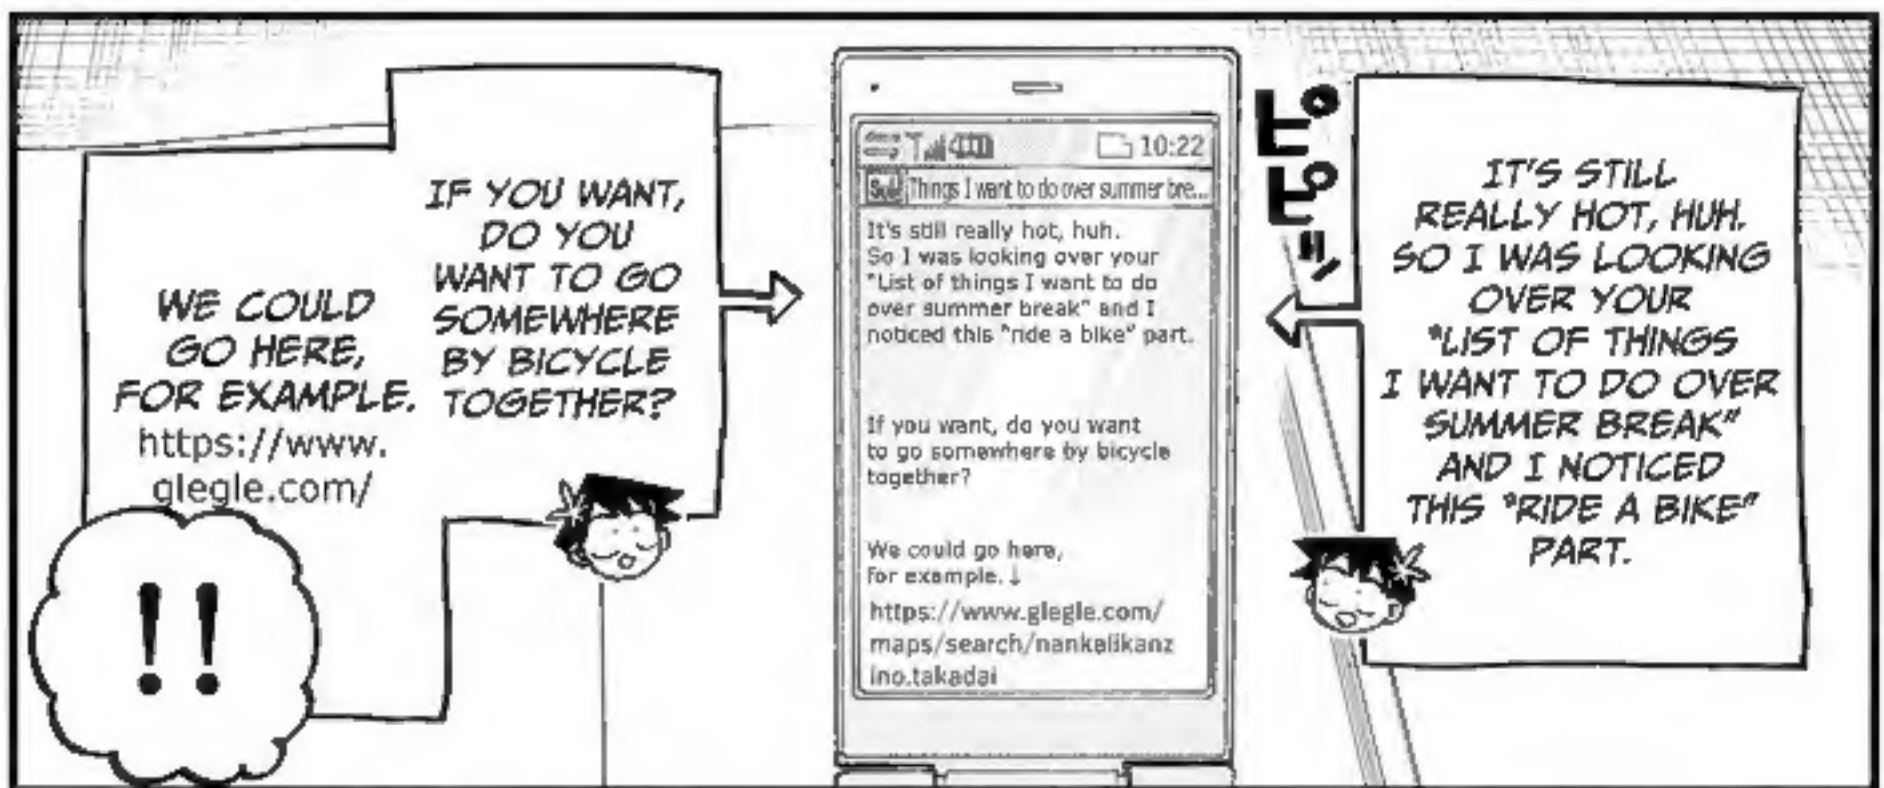 IT'S STILL
REALLY HOT, HUH.
SO I WAS LOOKING
OVER YOUR
"LIST OF THINGS
I WANT TO DO OVER
SUMMER BREAK"
AND I NOTICED
THIS "RIDE A BIKE"
PART.
ピピッ
10:22
Things I want to do over summer bre...
It's still really hot, huh.
So I was looking over your
"List of things I want to do
over summer break" and I
noticed this "ride a bike" part.
If you want, do you want
to go somewhere by bicycle
together?
We could go here,
for example. ↓
https://www.glegle.com/
maps/search/nankelikanz
ino.takadai
IF YOU WANT,
DO YOU
WANT TO GO
SOMEWHERE
BY BICYCLE
TOGETHER?
WE COULD
GO HERE,
FOR EXAMPLE.
https://www.
glegle.com/
!!